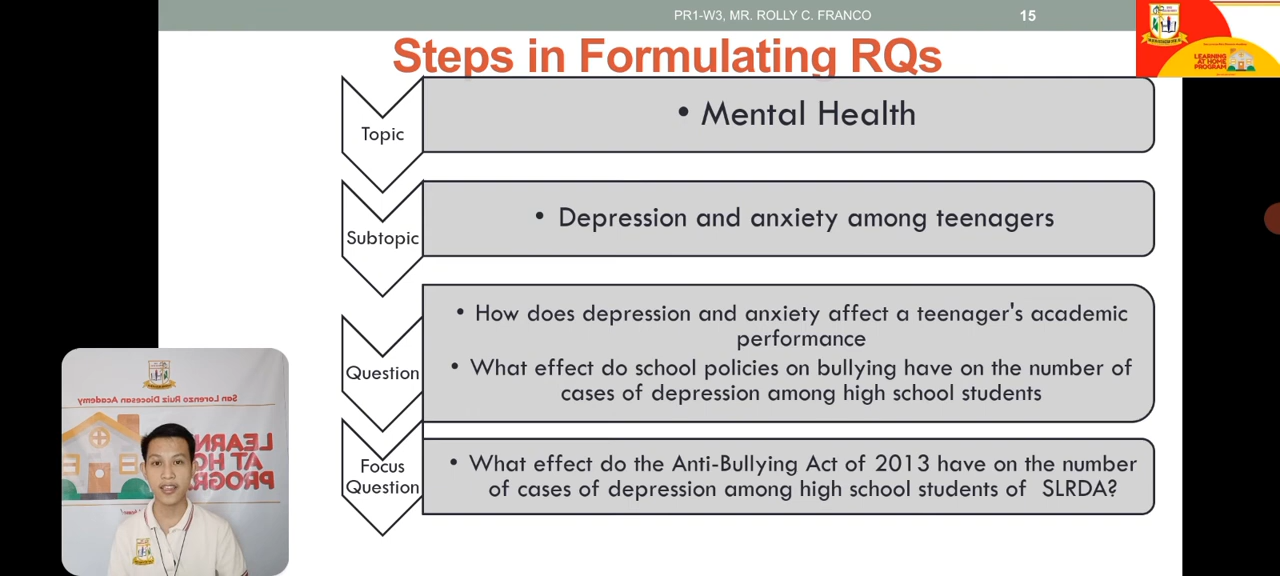 PR1-W3, MR. ROLLY C. FRANCO
15
Steps in Formulating RQs
Topic
• Mental Health
Subtopic
• Depression and anxiety among teenagers
Question
• How does depression and anxiety affect a teenager's academic
performance
• What effect do school policies on bullying have on the number of
cases of depression among high school students
Focus
Question
• What effect do the Anti-Bullying Act of 2013 have on the number
of cases of depression among high school students of SLRDA?
LEARNING
AT HOME
PROGRAM
San Lorenzo Ruiz Diocesan Academy
LEARN
AT HO
PROGR